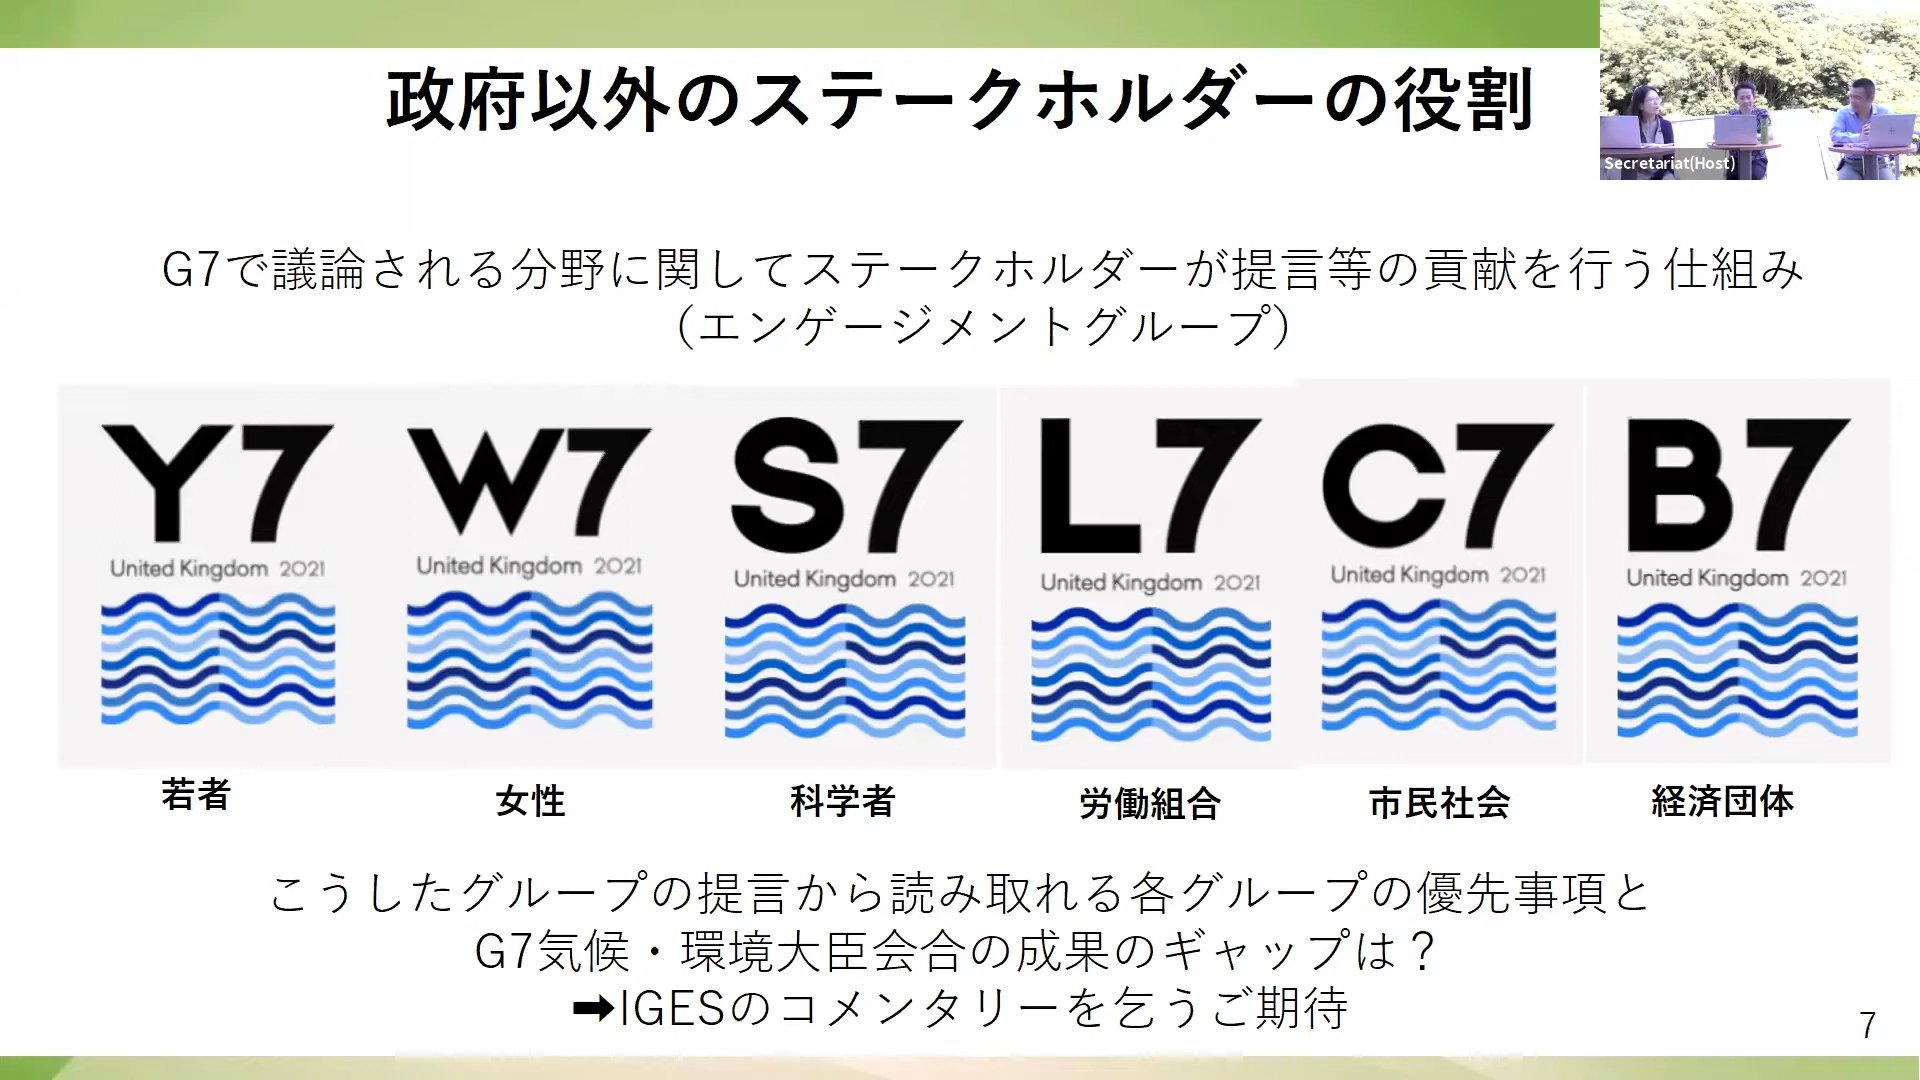 政府以外のステークホルダーの役割
Secretariat(Host)
G7で議論される分野に関してステークホルダーが提言等の貢献を行う仕組み
（エンゲージメントグループ）
Y7
United Kingdom 2021
若者
W7
United Kingdom 2021
女性
S7
United Kingdom 2021
科学者
L7
United Kingdom 2021
労働組合
C7
United Kingdom 2021
市民社会
B7
United Kingdom 2021
経済団体
こうしたグループの提言から読み取れる各グループの優先事項と
G7気候・環境大臣会合の成果のギャップは？
➡IGESのコメンタリーを乞うご期待
7